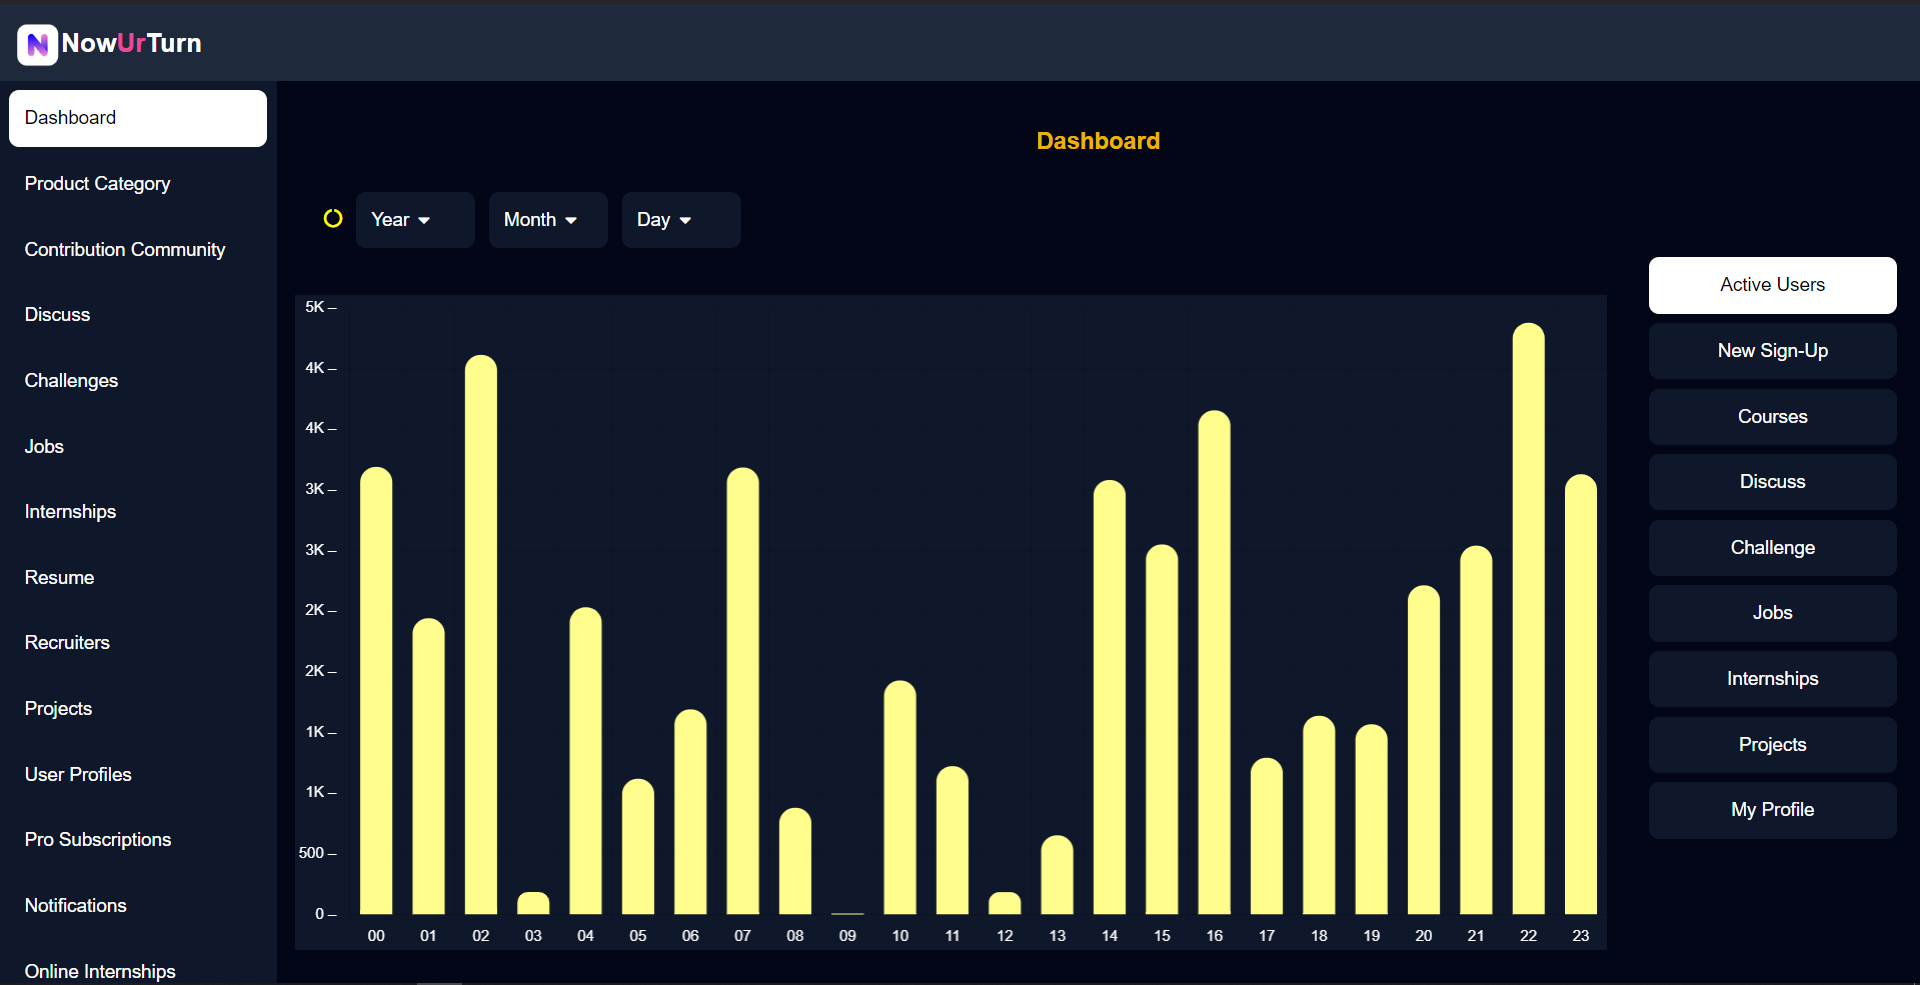 NowUrTurn
Dashboard
Product Category
Contribution Community
Discuss
Challenges
Jobs
Internships
Resume
Recruiters
Projects
User Profiles
Pro Subscriptions
Notifications
Online Internships
Dashboard
Year Month Day
5K
4K
4K
3K
3K
2K
2K
1K
1K
500
0
00 01 02 03 04 05 06 07 08 09 10 11 12 13 14 15 16 17 18 19 20 21 22 23
Active Users
New Sign-Up
Courses
Discuss
Challenge
Jobs
Internships
Projects
My Profile